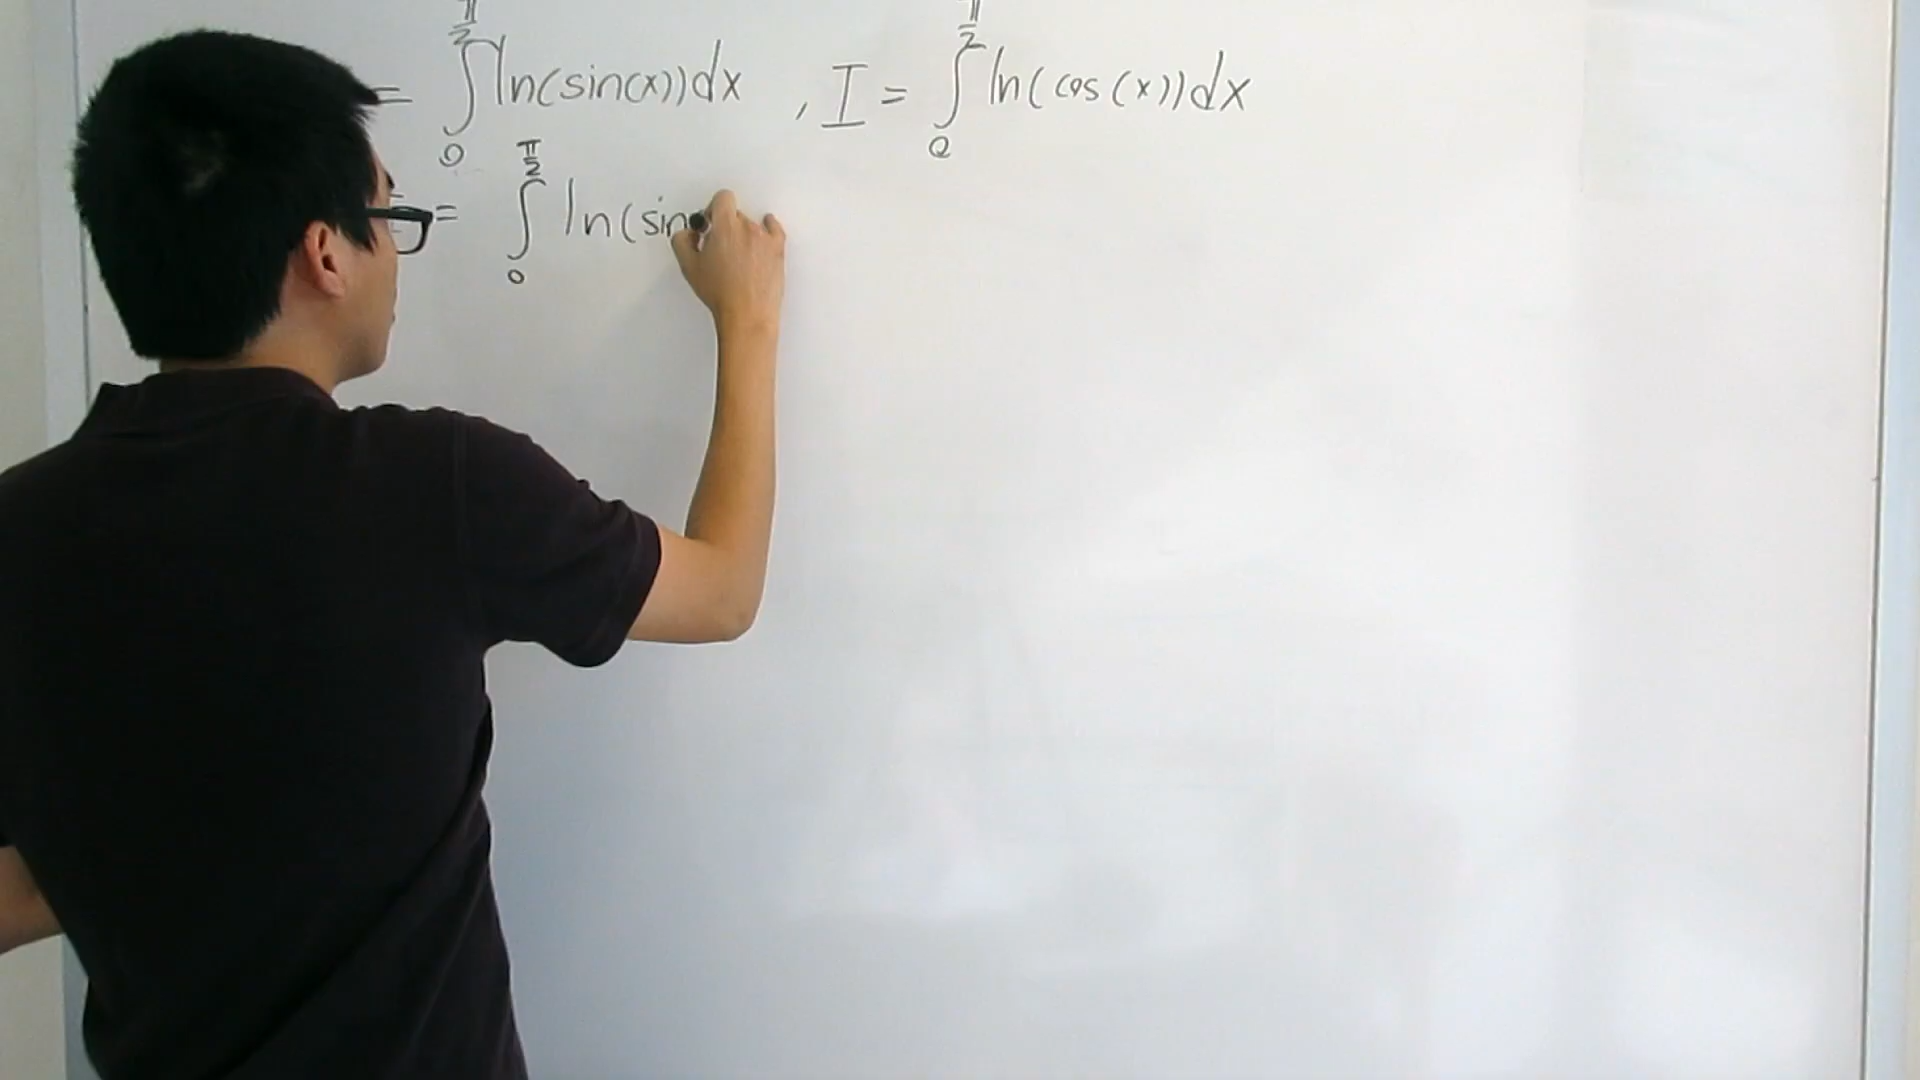 = ∫₀^(π/2) ln(sin(x))dx , I = ∫₀^(π/2) ln(cos(x))dx
= ∫₀^(π/2) ln(sin